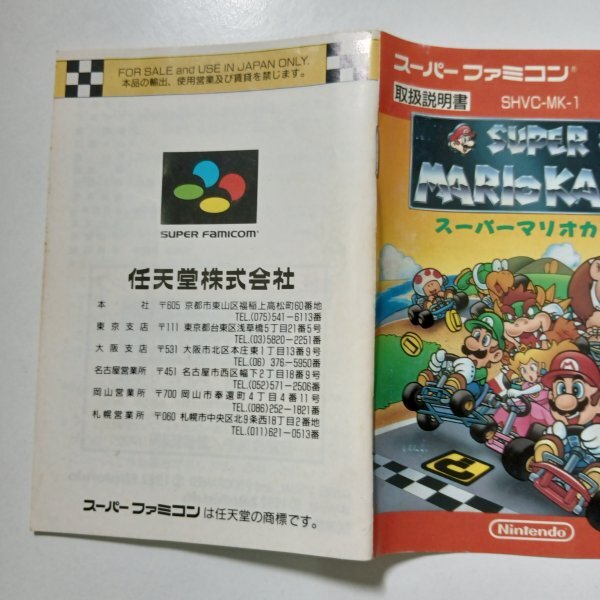 FOR SALE and USE IN JAPAN ONLY.
本品の輸出、使用営業及び賃貸を禁じます。
SUPER FAMICOM
任天堂株式会社
本 社 〒605 京都市東山区福稲上高松町60番地
TEL.(075)541-6113番
東京支店 〒111 東京都台東区浅草橋5丁目21番5号
TEL.(03)5820-2251番
大阪支店 〒531 大阪市北区本庄東1丁目13番9号
TEL.(06) 376-5950番
名古屋営業所 〒451 名古屋市西区幅下2丁目18番9号
TEL.(052)571-2506番
岡山営業所 〒700 岡山市奉還町4丁目4番11号
TEL.(086)252-1821番
札幌営業所 〒060 札幌市中央区北9条西18丁目2番地
TEL.(011)621-0513番
スーパーファミコンは任天堂の商標です。
スーパーファミコン®
取扱説明書 SHVC-MK-1
SUPER
MARIO KA
スーパーマリオカ
Nintendo